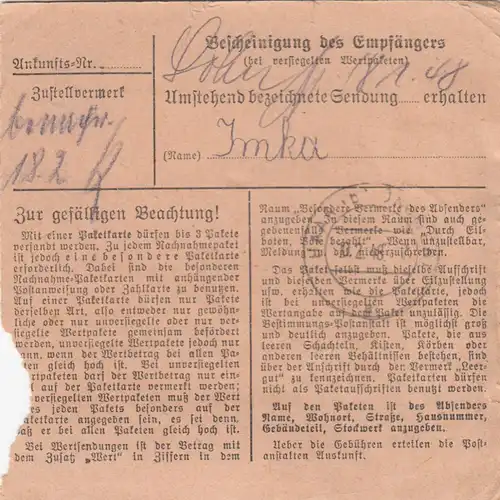 Bescheinigung des Empfängers
(bei versiegelten Wertpaketen)
Ankunfts-Nr.
18.2.48
Zustellvermerk
Umstehend bezeichnete Sendung ..... erhalten
18.2
(Name) Imka
Zur gefälligen Beachtung!
Mit einer Paketkarte dürfen bis 3 Pakete
versandt werden. Zu jedem Nachnahmepaket
ist jedoch eine besondere Paketkarte
erforderlich. Dabei sind die besonderen
Nachnahme-Paketkarten mit anhängender
Postanweisung oder Zahlkarte zu benutzen.
Auf einer Paketkarte dürfen nur Pakete
derselben Art, also entweder nur gewöhn-
liche oder nur unversiegelte oder nur ver-
siegelte Wertpakete gemeinsam befördert
werden, unversiegelte Wertpakete jedoch nur
dann, wenn der Wertbetrag bei allen Pa-
keten gleich hoch ist. Bei unversiegelten
Wertpaketen darf der Wertbetrag nur ein-
auf der Paketkarte vermerkt werden;
versiegelten Wertpaketen muß der Wert
jeden Pakets besonders auf der
Paketkarte angegeben sein, es sei denn,
er bei allen Paketen gleich hoch ist.
Bei Wertsendungen ist der Betrag mit
dem Zusatz „Wert" in Ziffern in dem
Raum „Besondere Vermerke des Absenders"
anzugeben. In diesem Raum sind auch ge-
gebenenfalls Vermerke wie „Durch Eil-
boten, Bote bezahlt", „Wenn unzustellbar,
Meldung" niederzuschreiben.
Das Paket selbst muß dieselbe Aufschrift
und dieselben Vermerke über Eilzustellung
usw. erhalten wie die Paketkarte, jedoch
ist bei unversiegelten Wertpaketen die
Wertangabe auf dem Paket unzulässig. Die
Bestimmungs-Postanstalt ist möglichst groß
und deutlich anzugeben. Pakete, die aus
leeren Schachteln, Kisten, Körben oder
anderen leeren Behältnissen bestehen, sind
über der Anschrift durch den Vermerk „Leer-
gut" zu kennzeichnen. Paketkarten dürfen
nicht als Paketaufschriften benutzt werden.
Auf den Paketen ist des Absenders
Name, Wohnort, Straße, Hausnummer,
Gebäudeteil, Stockwerk anzugeben.
Ueber die Gebühren erteilen die Post-
anstalten Auskunft.